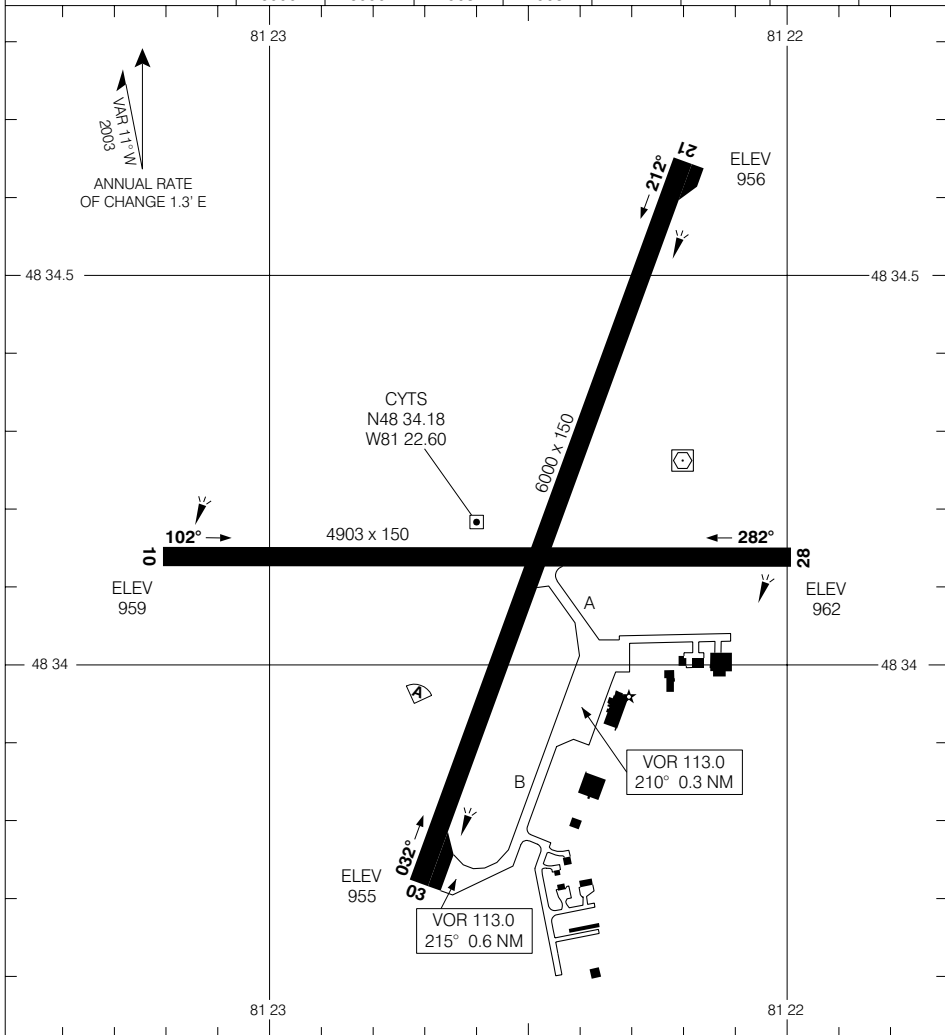 81 23
81 22
VAR 11° W
2003
ANNUAL RATE
OF CHANGE 1.3' E
21
212°
ELEV
956
48 34.5
48 34.5
CYTS
N48 34.18
W81 22.60
6000 x 150
10
102°
4903 x 150
282°
28
ELEV
959
ELEV
962
A
48 34
48 34
A
VOR 113.0
210° 0.3 NM
B
032°
03
ELEV
955
VOR 113.0
215° 0.6 NM
81 23
81 22